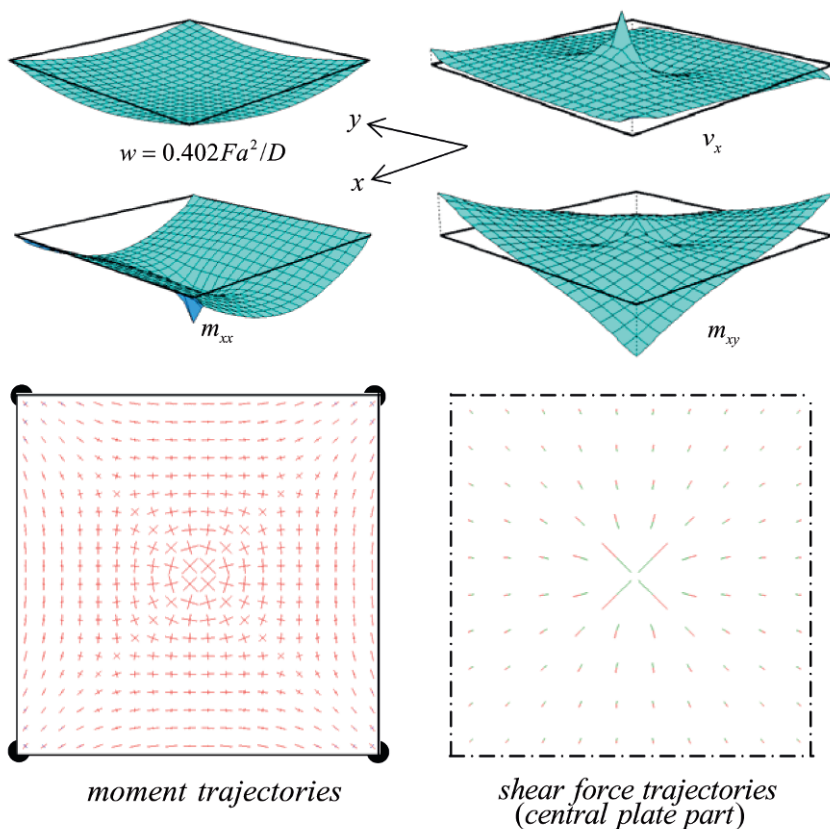 w = 0.402Fa²/D
y
x
vₓ
mₓₓ
mₓᵧ
moment trajectories
shear force trajectories
(central plate part)